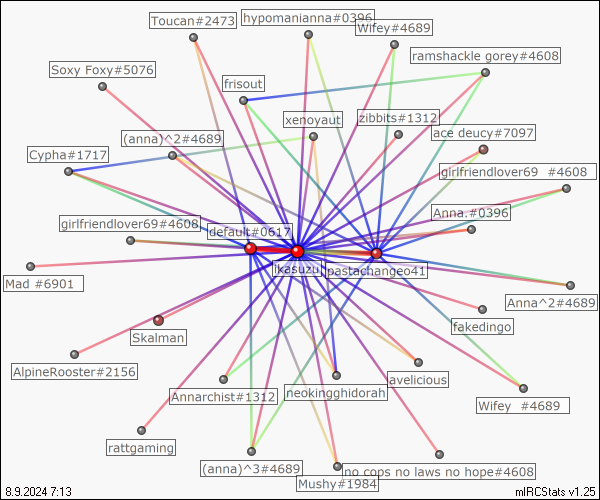 hypomanianna#0396
Toucan#2473
Wifey#4689
ramshackle gorey#4608
Soxy Foxy#5076
frisout
zibbits#1312
xenoyaut
ace deucy#7097
(anna)^2#4689
Cypha#1717
girlfriendlover69 #4608
Anna.#0396
girlfriendlover69#4608
default#0617
Ikasuzu
pastachangeo41
Mad #6901
Anna^2#4689
fakedingo
Skalman
AlpineRooster#2156
avelicious
neokingghidorah
Annarchist#1312
Wifey #4689
rattgaming
(anna)^3#4689
no cops no laws no hope#4608
Mushy#1984
8.9.2024 7:13
mIRCStats v1.25